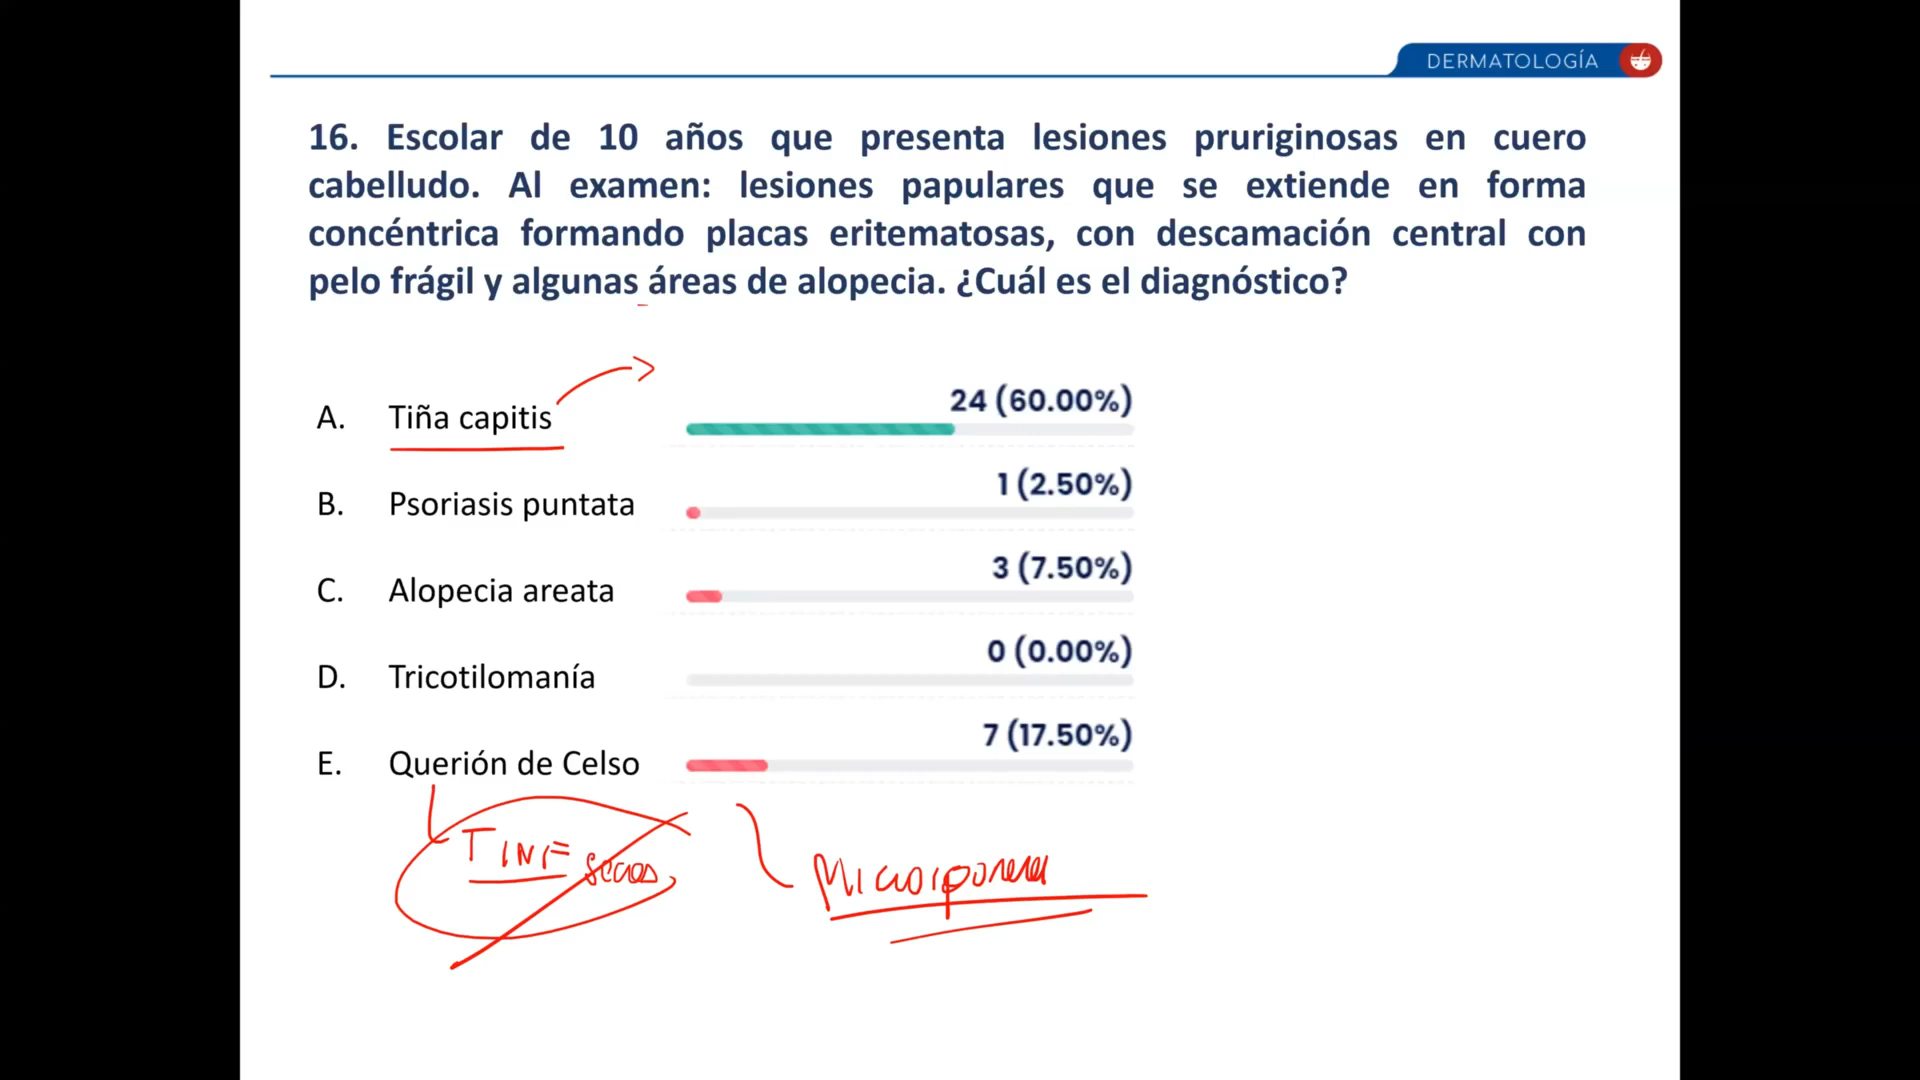 DERMATOLOGÍA
16. Escolar de 10 años que presenta lesiones pruriginosas en cuero
cabelludo. Al examen: lesiones papulares que se extiende en forma
concéntrica formando placas eritematosas, con descamación central con
pelo frágil y algunas áreas de alopecia. ¿Cuál es el diagnóstico?
A. Tiña capitis
24 (60.00%)
B. Psoriasis puntata
1 (2.50%)
C. Alopecia areata
3 (7.50%)
D. Tricotilomanía
0 (0.00%)
E. Querión de Celso
7 (17.50%)